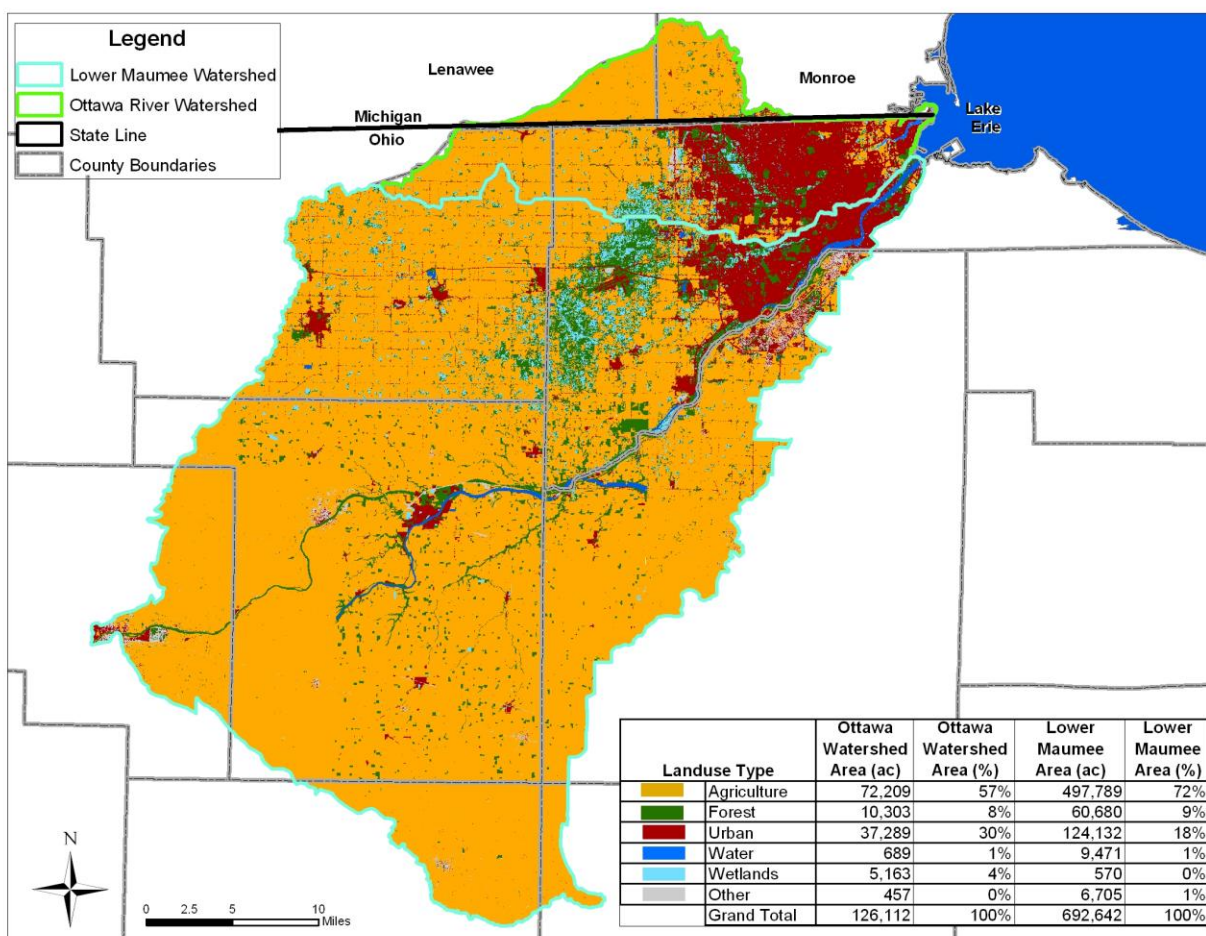 Legend
Lower Maumee Watershed
Ottawa River Watershed
State Line
County Boundaries
Lenawee
Monroe
Michigan
Ohio
Lake
Erie
N
0 2.5 5 10
Miles
Landuse Type
Ottawa
Watershed
Area (ac)
Ottawa
Watershed
Area (%)
Lower
Maumee
Area (ac)
Lower
Maumee
Area (%)
Agriculture 72,209 57% 497,789 72%
Forest 10,303 8% 60,680 9%
Urban 37,289 30% 124,132 18%
Water 689 1% 9,471 1%
Wetlands 5,163 4% 570 0%
Other 457 0% 6,705 1%
Grand Total 126,112 100% 692,642 100%